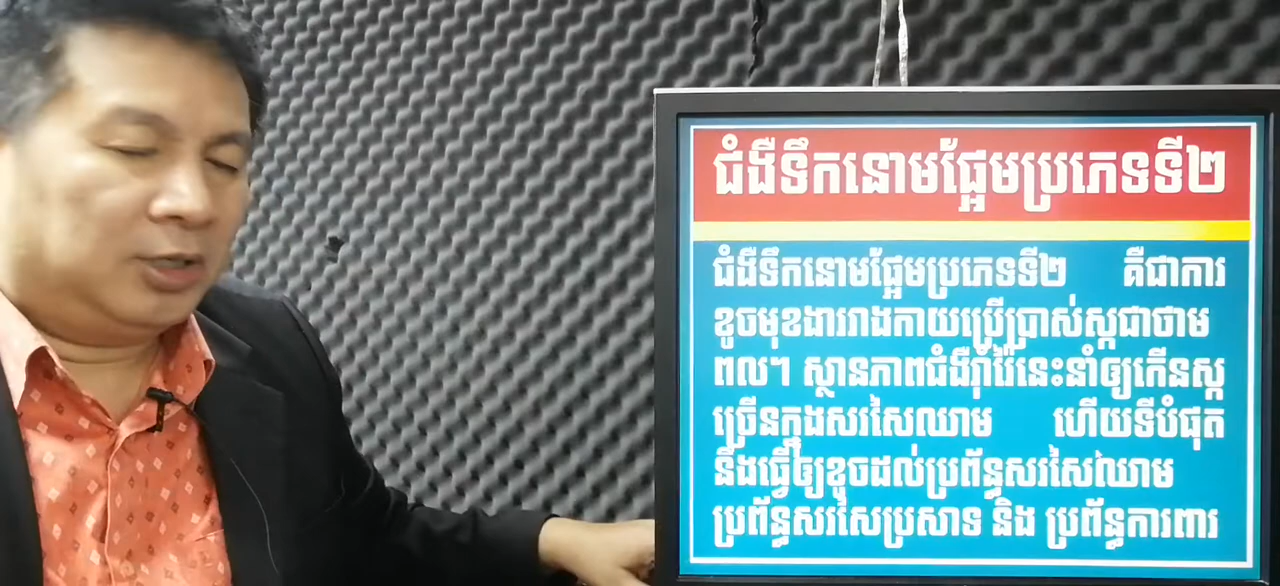 ជំងឺទឹកនោមផ្អែមប្រភេទទី២
ជំងឺទឹកនោមផ្អែមប្រភេទទី២ គឺជាការ
ខូចមុខងាររាងកាយប្រើប្រាស់ស្កជាថាម
ពល។ ស្ថានភាពជំងឺរ៉ាំរ៉ៃនេះនាំឲ្យកើនស្ក
ច្រើនក្នុងសរសៃឈាម ហើយទីបំផុត
នឹងធ្វើឲ្យខូចដល់ប្រព័ន្ធសរសៃឈាម
ប្រព័ន្ធសរសៃប្រសាទ និង ប្រព័ន្ធការពារ